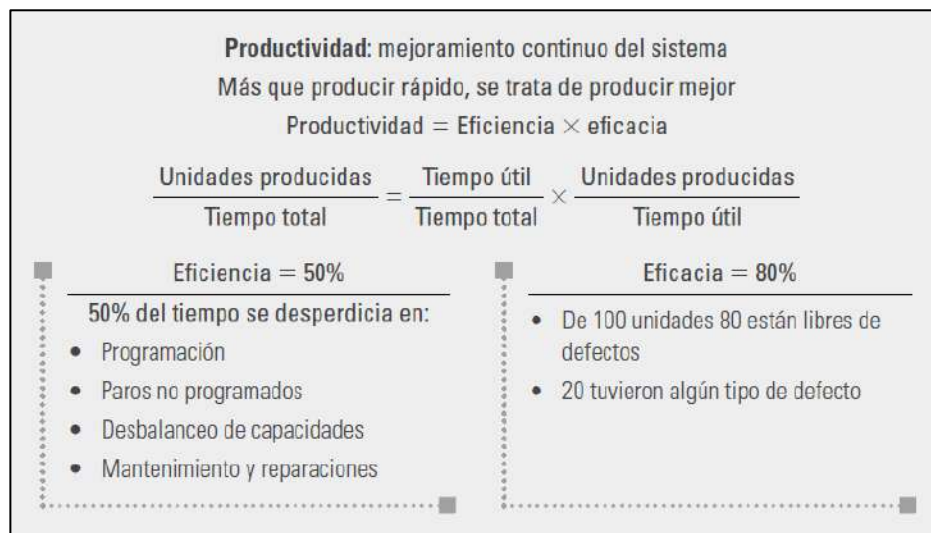 Productividad: mejoramiento continuo del sistema
Más que producir rápido, se trata de producir mejor
Productividad = Eficiencia × eficacia
Unidades producidas / Tiempo total = Tiempo útil / Tiempo total × Unidades producidas / Tiempo útil
Eficiencia = 50%
50% del tiempo se desperdicia en:
• Programación
• Paros no programados
• Desbalanceo de capacidades
• Mantenimiento y reparaciones
Eficacia = 80%
• De 100 unidades 80 están libres de
defectos
• 20 tuvieron algún tipo de defecto